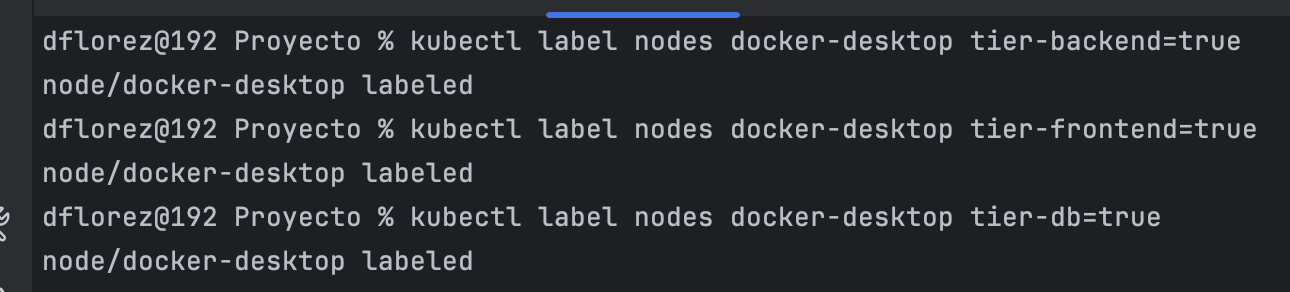 dflorez@192 Proyecto % kubectl label nodes docker-desktop tier-backend=true
node/docker-desktop labeled
dflorez@192 Proyecto % kubectl label nodes docker-desktop tier-frontend=true
node/docker-desktop labeled
dflorez@192 Proyecto % kubectl label nodes docker-desktop tier-db=true
node/docker-desktop labeled